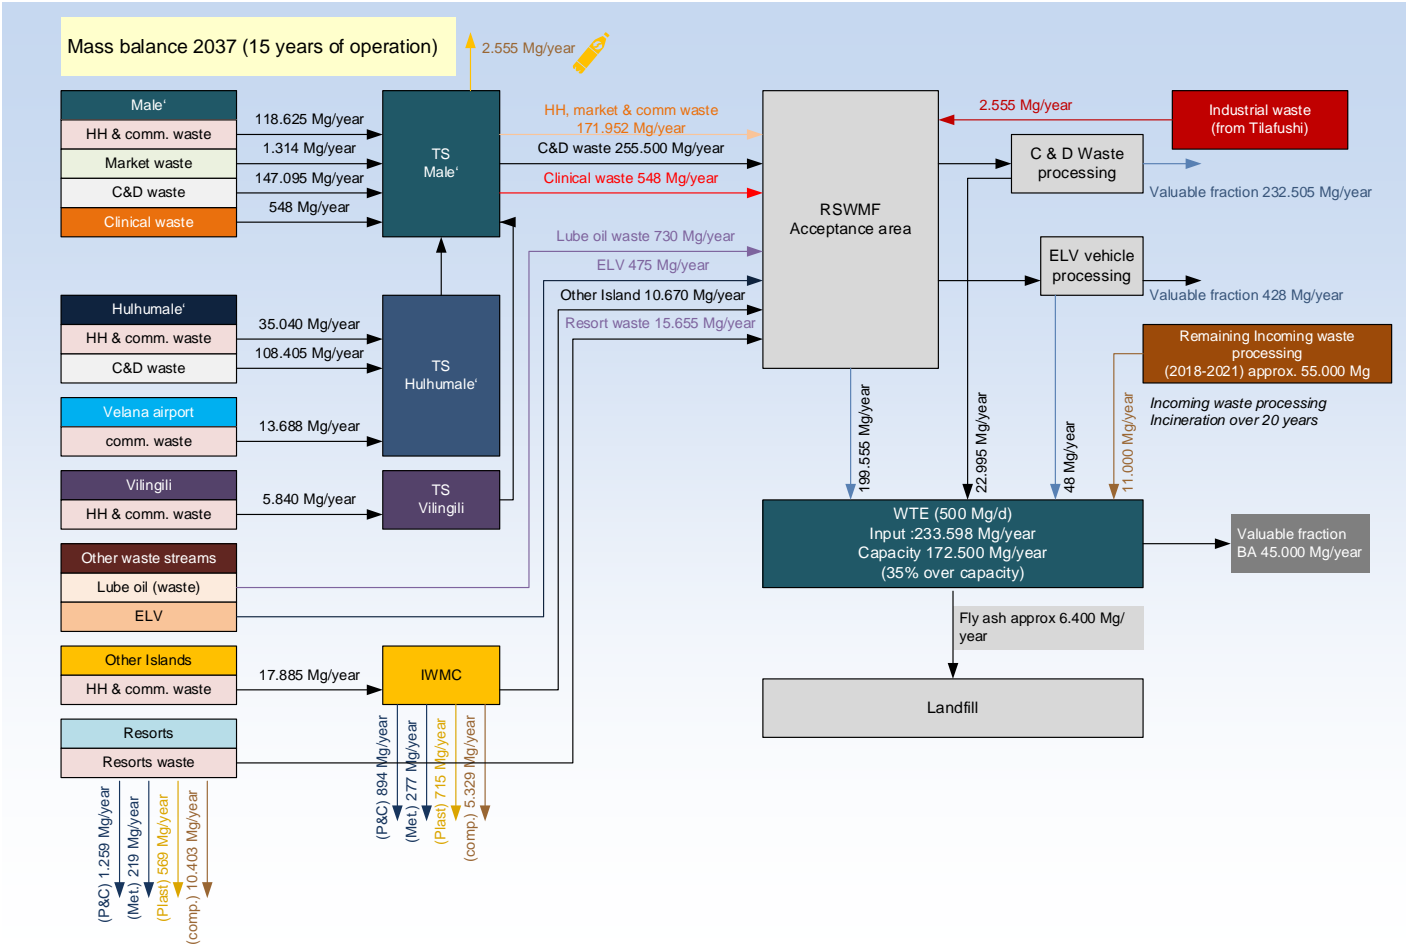 Mass balance 2037 (15 years of operation)
2.555 Mg/year
Male‘
HH & comm. waste
Market waste
C&D waste
Clinical waste
118.625 Mg/year
1.314 Mg/year
147.095 Mg/year
548 Mg/year
TS
Male‘
HH, market & comm waste
171.952 Mg/year
C&D waste 255.500 Mg/year
Clinical waste 548 Mg/year
Lube oil waste 730 Mg/year
ELV 475 Mg/year
Other Island 10.670 Mg/year
Resort waste 15.655 Mg/year
RSWMF
Acceptance area
2.555 Mg/year
Industrial waste
(from Tilafushi)
C & D Waste
processing
Valuable fraction 232.505 Mg/year
ELV vehicle
processing
Valuable fraction 428 Mg/year
Remaining Incoming waste
processing
(2018-2021) approx. 55.000 Mg
Incoming waste processing
Incineration over 20 years
Hulhumale‘
HH & comm. waste
C&D waste
35.040 Mg/year
108.405 Mg/year
TS
Hulhumale‘
Velana airport
comm. waste
13.688 Mg/year
Vilingili
HH & comm. waste
5.840 Mg/year
TS
Vilingili
199.555 Mg/year
22.995 Mg/year
48 Mg/year
11.000 Mg/year
WTE (500 Mg/d)
Input :233.598 Mg/year
Capacity 172.500 Mg/year
(35% over capacity)
Valuable fraction
BA 45.000 Mg/year
Other waste streams
Lube oil (waste)
ELV
Fly ash approx 6.400 Mg/
year
Landfill
Other Islands
HH & comm. waste
17.885 Mg/year
IWMC
(P&C) 894 Mg/year
(Met.) 277 Mg/year
(Plast) 715 Mg/year
(comp.) 5.329 Mg/year
Resorts
Resorts waste
(P&C) 1.259 Mg/year
(Met.) 219 Mg/year
(Plast) 569 Mg/year
(comp.) 10.403 Mg/year